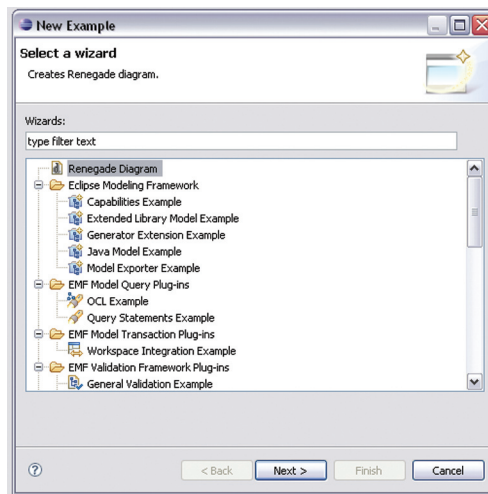 New Example
Select a wizard
Creates Renegade diagram.
Wizards:
type filter text
Renegade Diagram
Eclipse Modeling Framework
Capabilities Example
Extended Library Model Example
Generator Extension Example
Java Model Example
Model Exporter Example
EMF Model Query Plug-ins
OCL Example
Query Statements Example
EMF Model Transaction Plug-ins
Workspace Integration Example
EMF Validation Framework Plug-ins
General Validation Example
? < Back Next > Finish Cancel